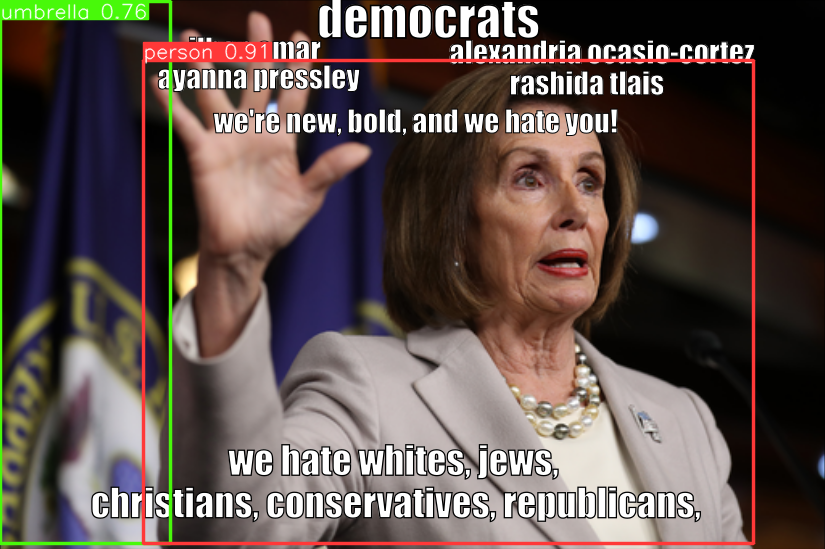 umbrella 0.76
democrats
person 0.91
mar
alexandria ocasio-cortez
ayanna pressley
rashida tlais
we're new, bold, and we hate you!
we hate whites, jews,
christians, conservatives, republicans,